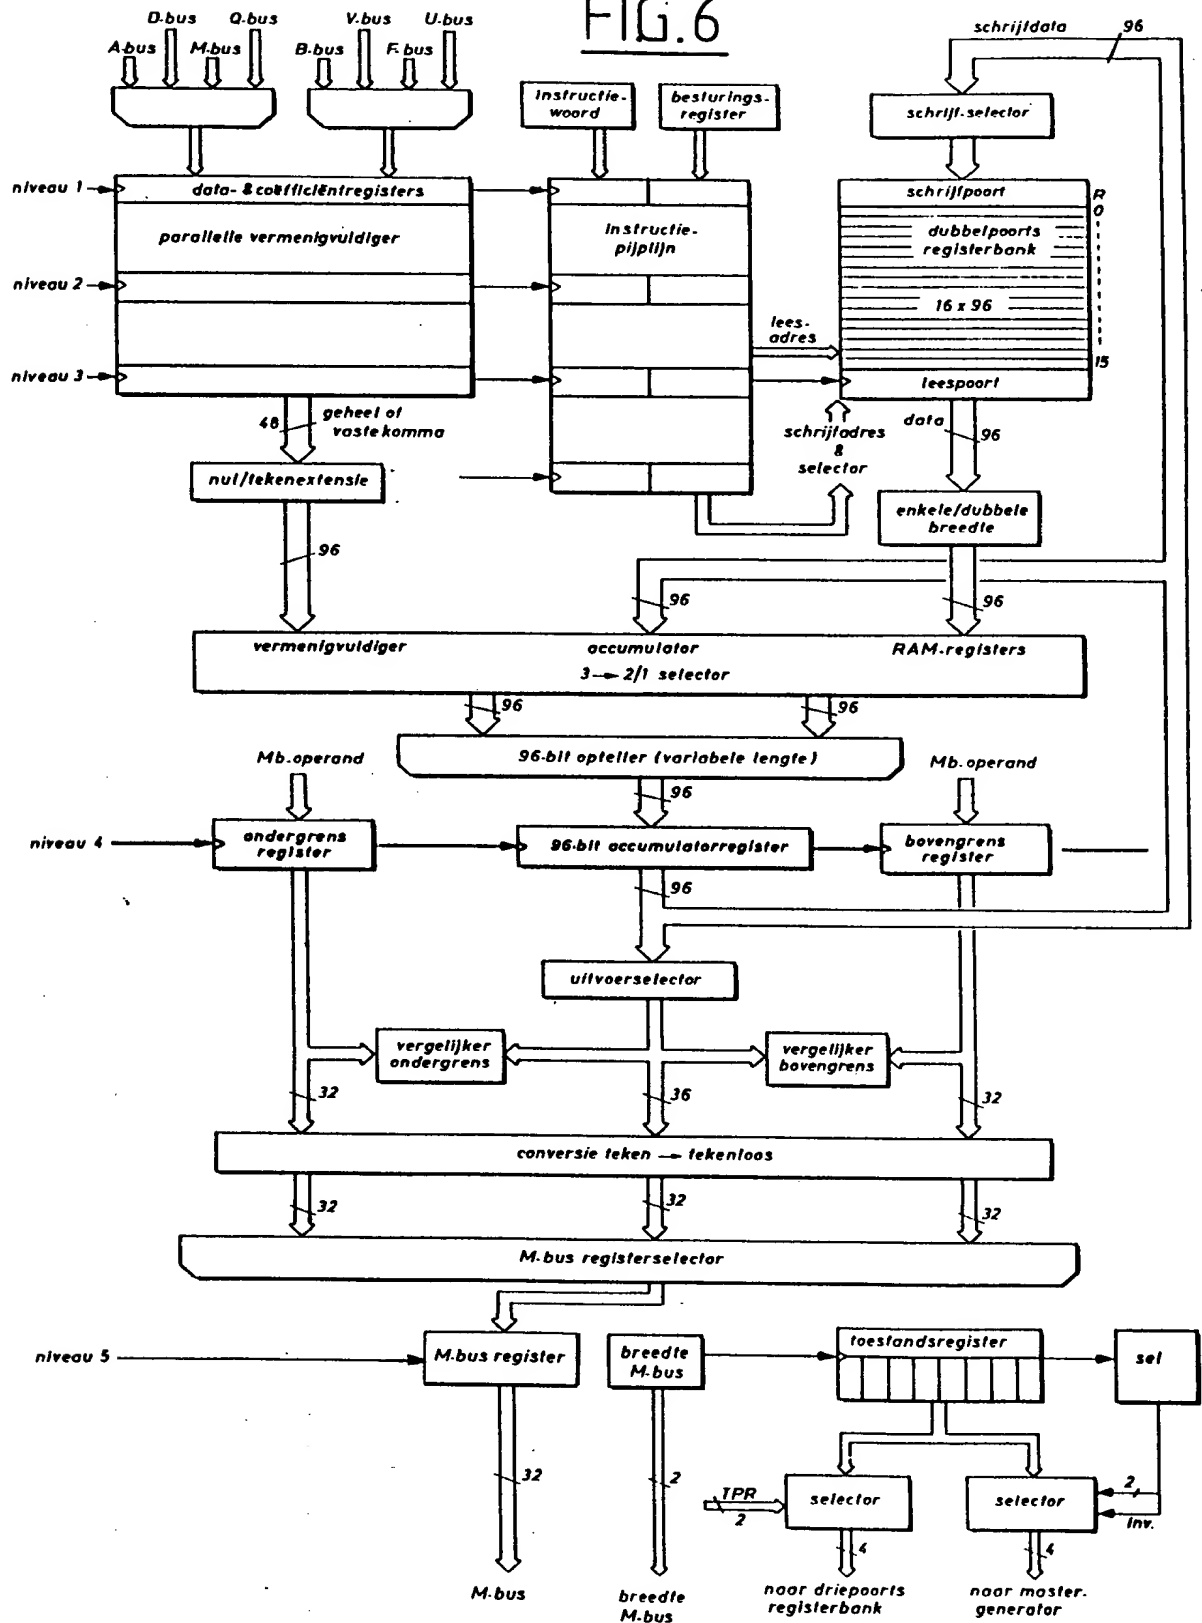 FIG.6
D-bus
Q-bus
V-bus
U-bus
A-bus
M-bus
B-bus
F-bus
schrijfdata
96
instructie-
woord
besturings-
register
schrijf-selector
niveau 1
data- & coëfficiëntregisters
schrijfpoort
R
0
parallelle vermenigvuldiger
instructie-
pijplijn
dubbelpoorts
registerbank
niveau 2
16 x 96
lees-
adres
15
niveau 3
leespoort
48
geheel of
vaste komma
schrijfadres
&
selector
data
96
nul/tekenextensie
enkele/dubbele
breedte
96
96
96
vermenigvuldiger
accumulator
RAM-registers
3 → 2/1 selector
96
96
96-bit opteller (variabele lengte)
Mb. operand
Mb. operand
96
niveau 4
ondergrens
register
96-bit accumulatorregister
bovengrens
register
96
uitvoerselector
vergelijker
ondergrens
vergelijker
bovengrens
32
36
32
conversie teken → tekenloos
32
32
32
M-bus registerselector
niveau 5
M-bus register
breedte
M-bus
toestandsregister
sel
32
2
TPR
2
selector
selector
2
inv.
4
4
M-bus
breedte
M-bus
naar driepoorts
registerbank
naar master-
generator